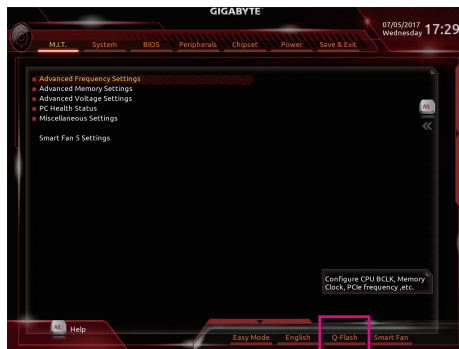 GIGABYTE
07/05/2017 Wednesday 17:29
M.I.T. System BIOS Peripherals Chipset Power Save & Exit
Advanced Frequency Settings
Advanced Memory Settings
Advanced Voltage Settings
PC Health Status
Miscellaneous Settings
Smart Fan 5 Settings
Alt
Configure CPU BCLK, Memory
Clock, PCIe frequency ,etc.
Alt Help
Easy Mode English Q-Flash Smart Fan